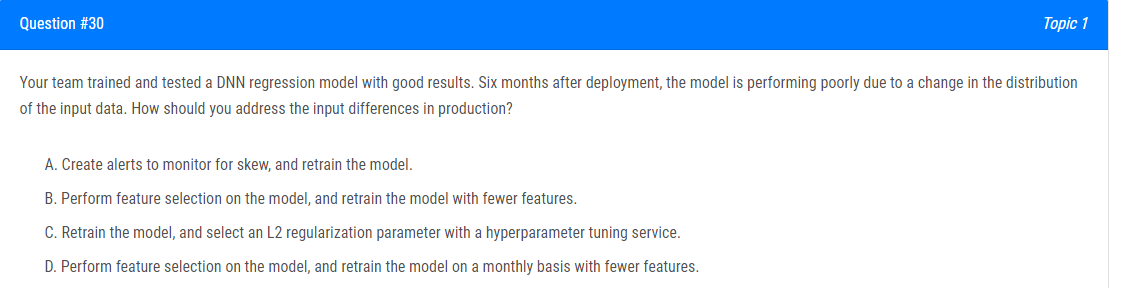 Question #30
Topic 1
Your team trained and tested a DNN regression model with good results. Six months after deployment, the model is performing poorly due to a change in the distribution
of the input data. How should you address the input differences in production?
A. Create alerts to monitor for skew, and retrain the model.
B. Perform feature selection on the model, and retrain the model with fewer features.
C. Retrain the model, and select an L2 regularization parameter with a hyperparameter tuning service.
D. Perform feature selection on the model, and retrain the model on a monthly basis with fewer features.